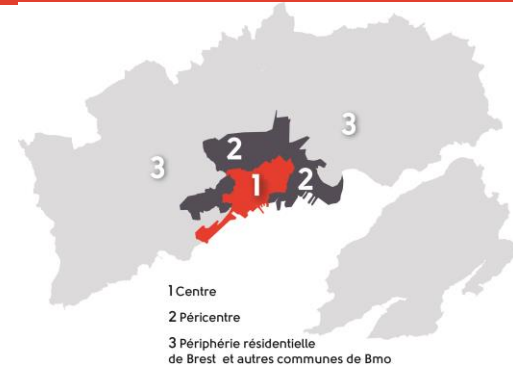 2
3
3
1
2
1 Centre
2 Péricentre
3 Périphérie résidentielle
de Brest et autres communes de Bmo